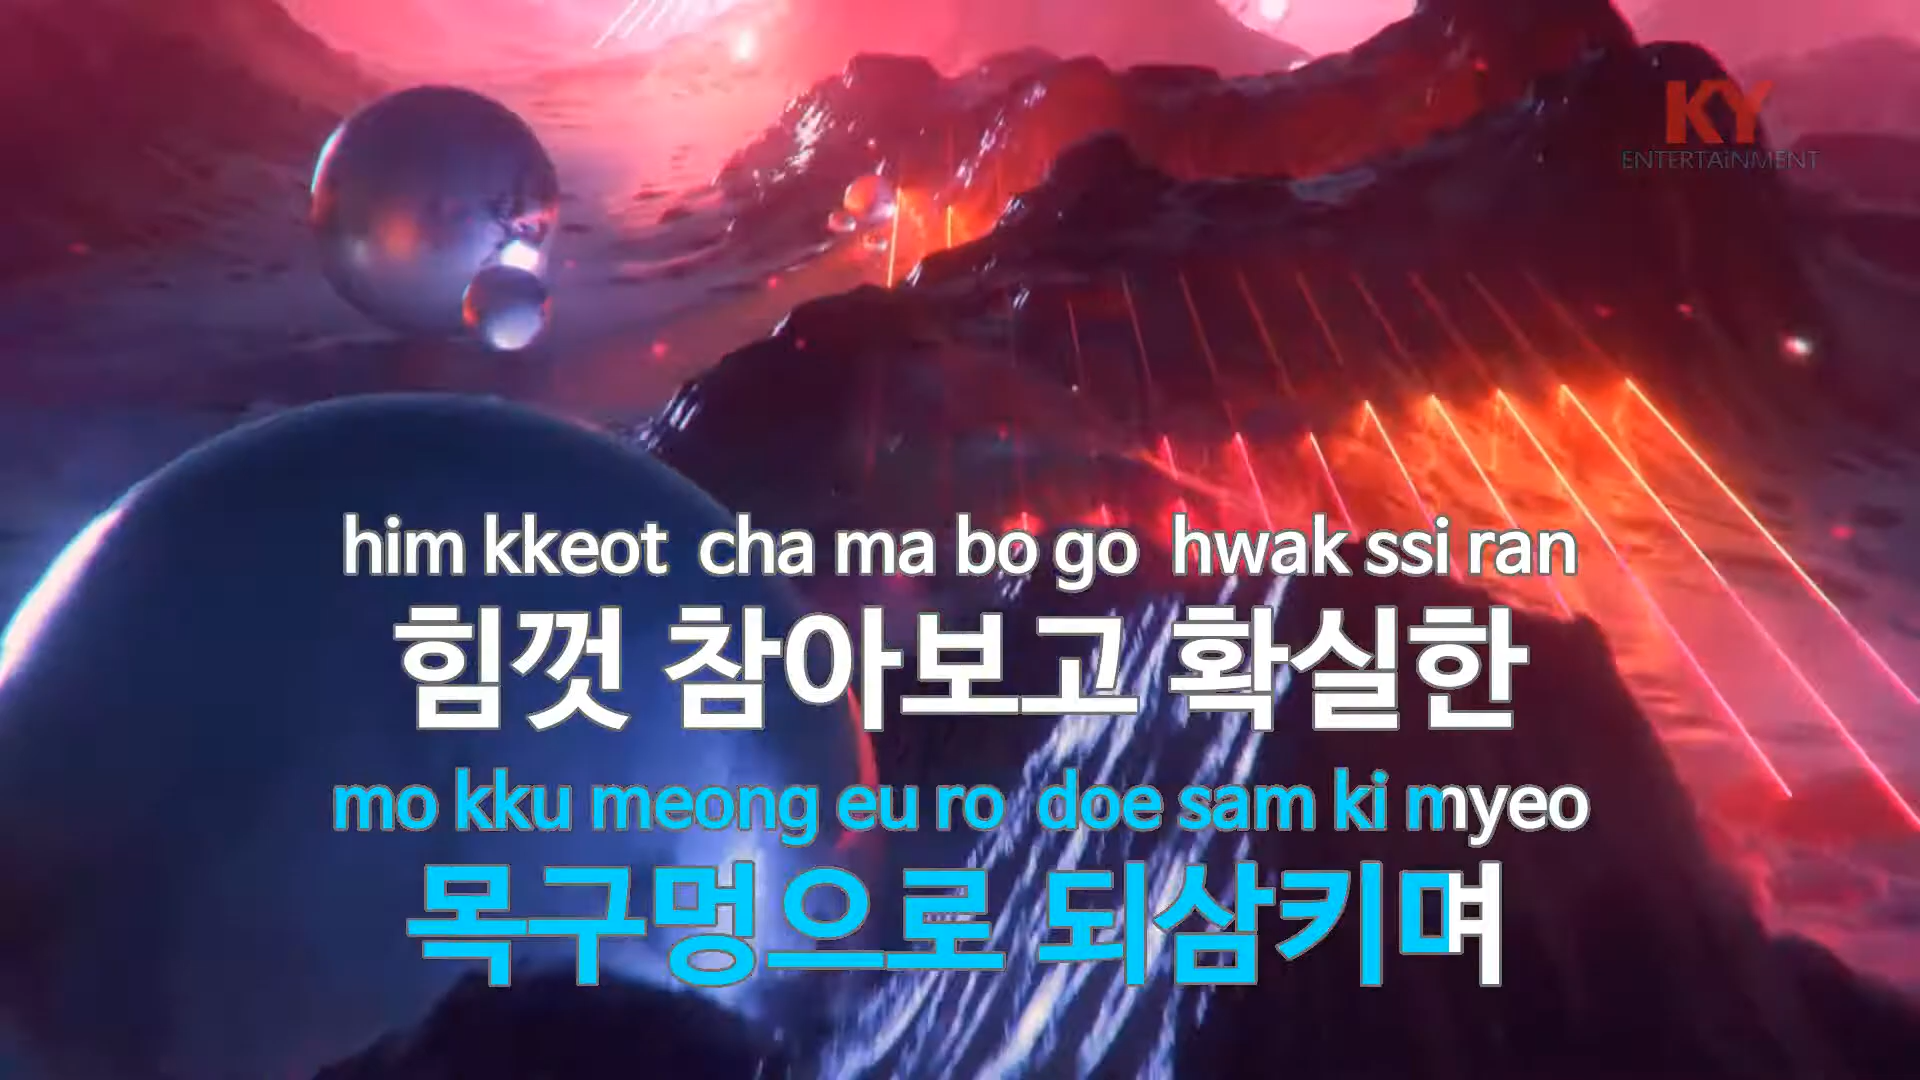 KY
ENTERTAiNMENT
him kkeot cha ma bo go hwak ssi ran
힘껏 참아보고 확실한
mo kku meong eu ro doe sam ki myeo
목구멍으로 되삼키며